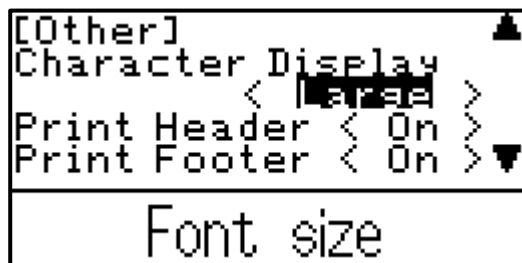 [Other]
Character Display
< Large >
Print Header < On >
Print Footer < On >
Font size